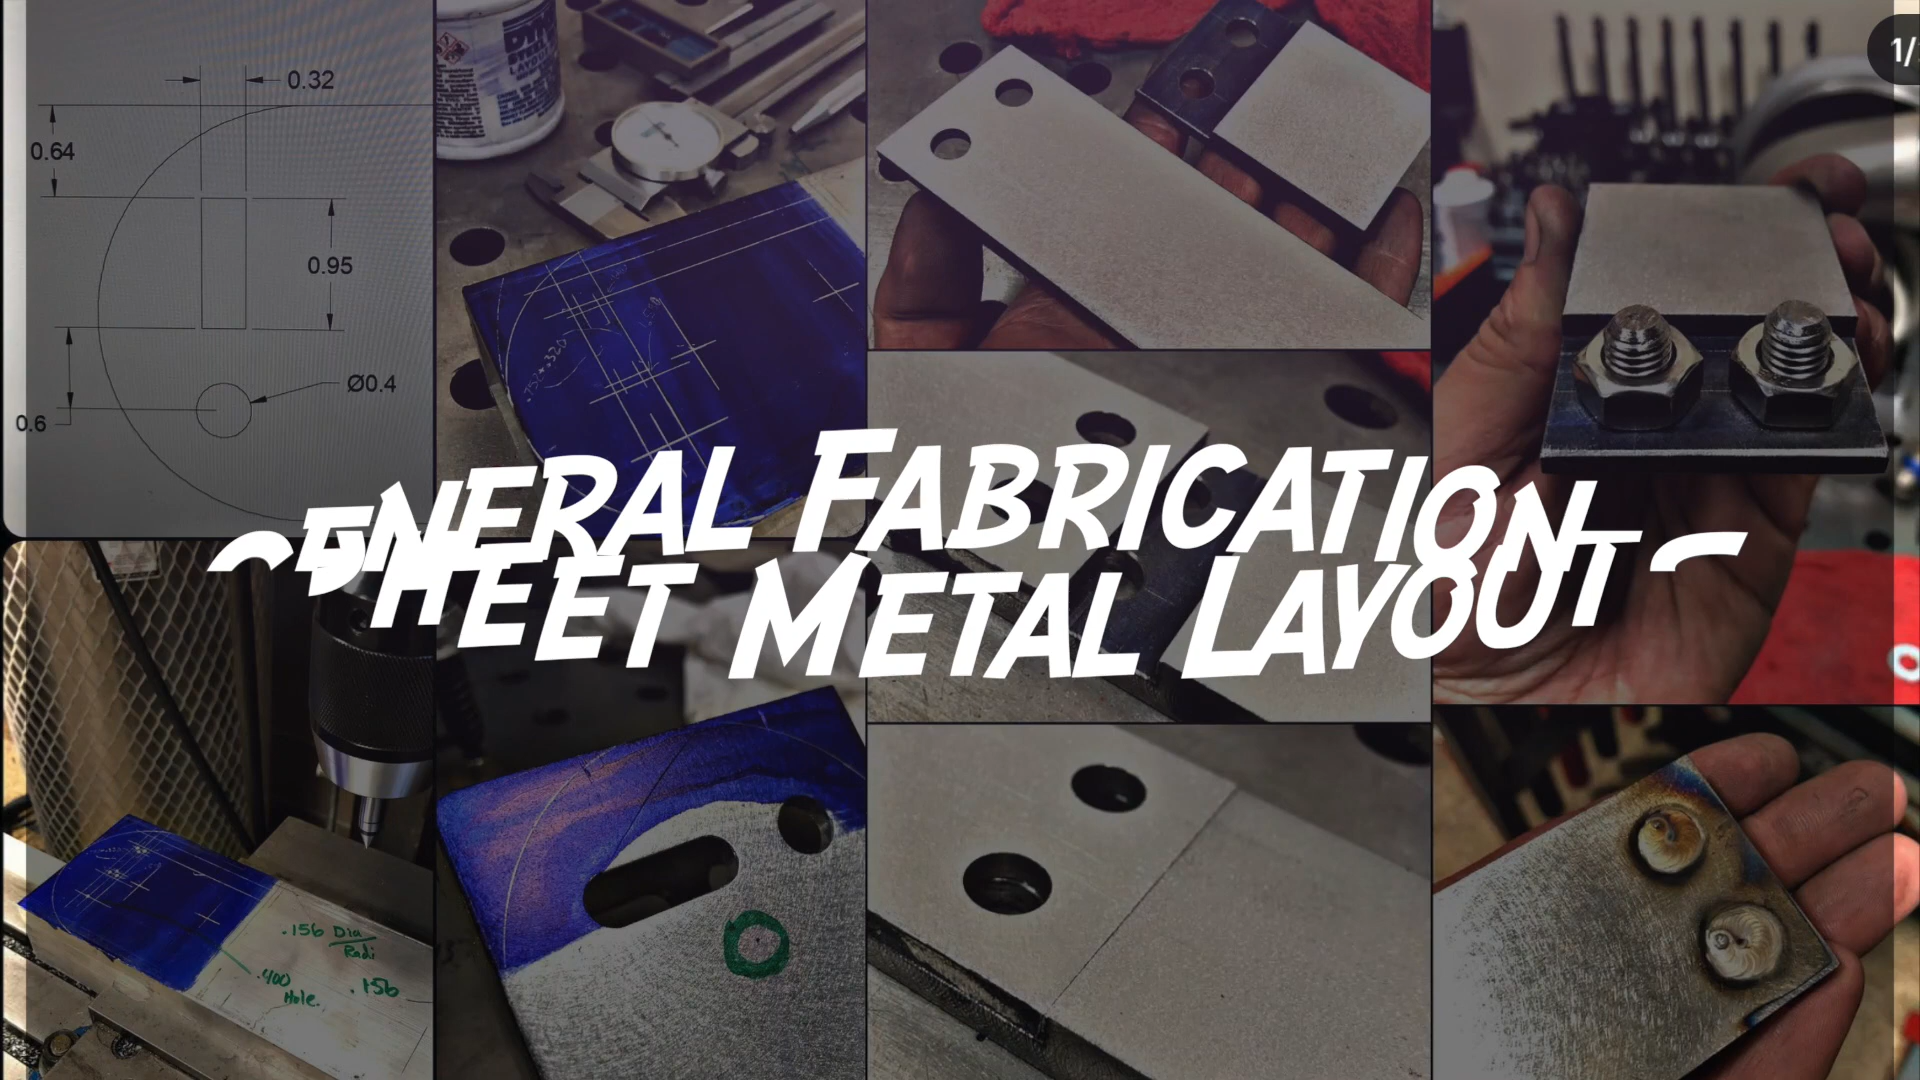 0.32
0.64
0.95
Ø0.4
0.6
1/
GENERAL FABRICATION
SHEET METAL LAYOUT
.156 Dia
Radi
.400
Hole.
.156